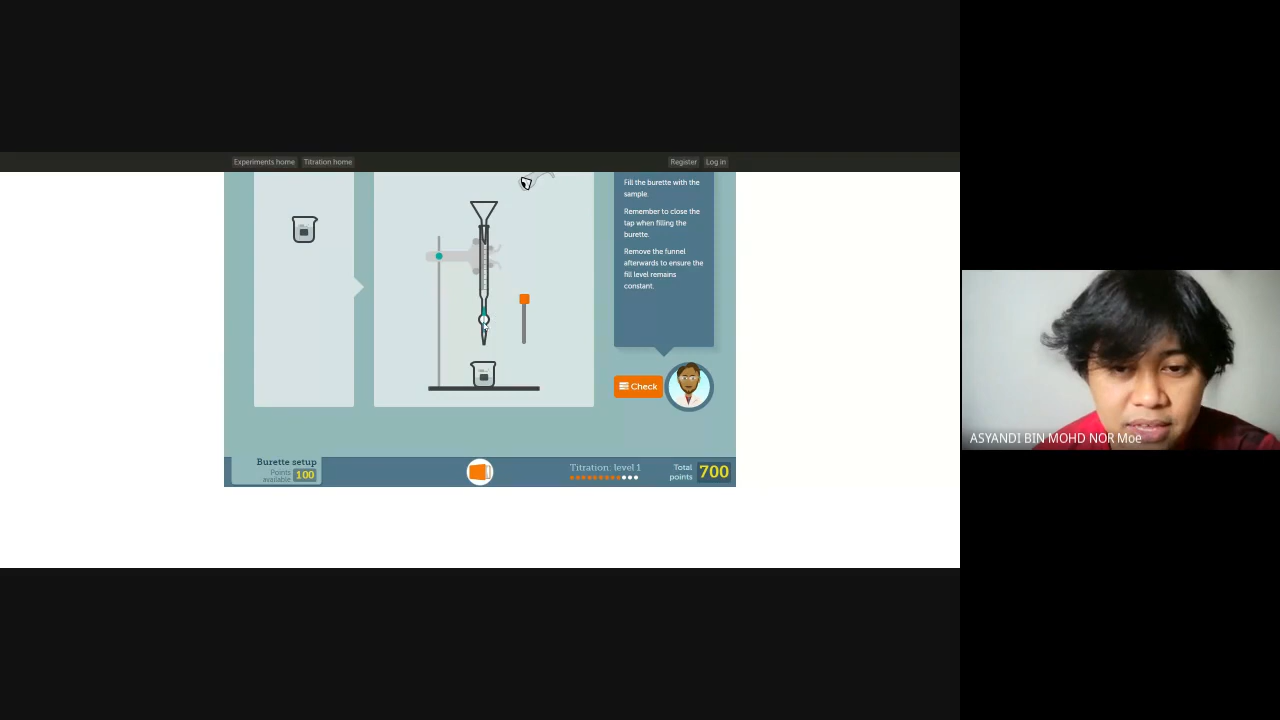 Experiments home
Titration home
Register
Log in
Fill the burette with the
sample.
Remember to close the
tap when filling the
burette.
Remove the funnel
afterwards to ensure the
fill level remains
constant.
Check
Burette setup
Points
available
100
Titration: level 1
Total
points
700
ASYANDI BIN MOHD NOR Moe